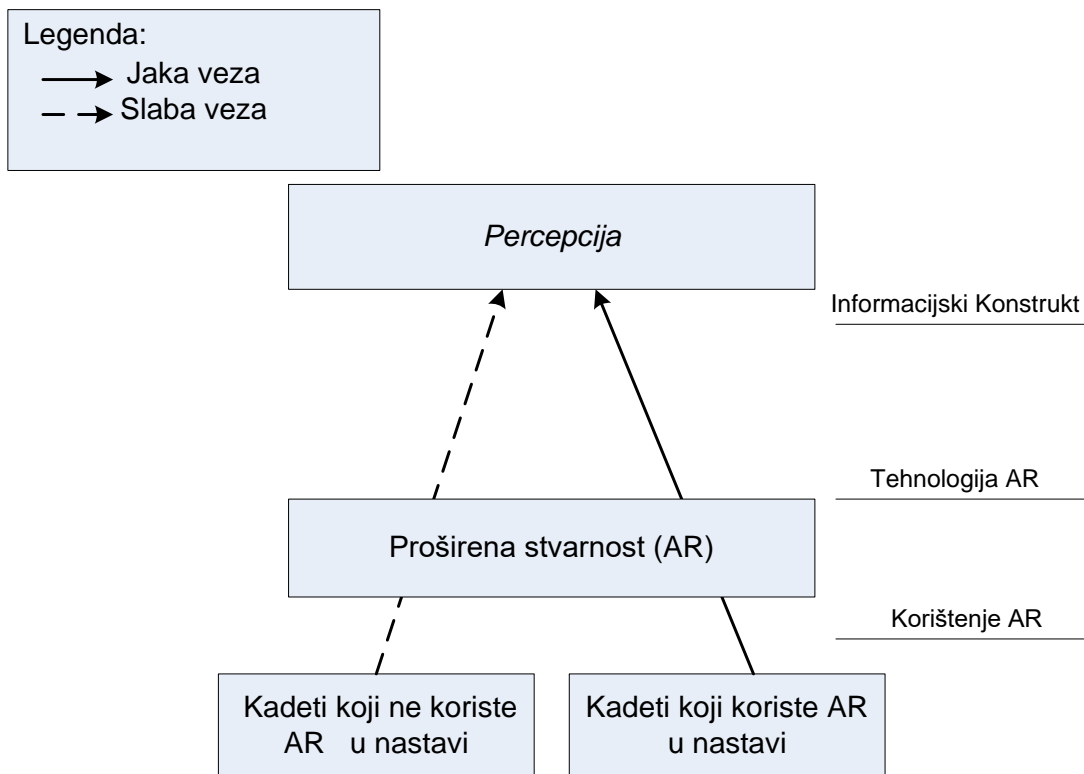 Legenda:
Jaka veza
Slaba veza
Percepcija
Informacijski Konstrukt
Tehnologija AR
Proširena stvarnost (AR)
Korištenje AR
Kadeti koji ne koriste
AR u nastavi
Kadeti koji koriste AR
u nastavi